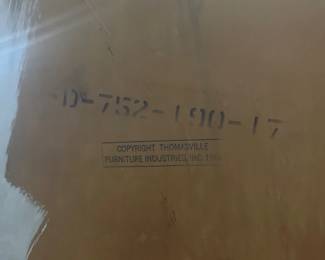 D-752-190-17
COPYRIGHT THOMASVILLE
FURNITURE INDUSTRIES, INC.